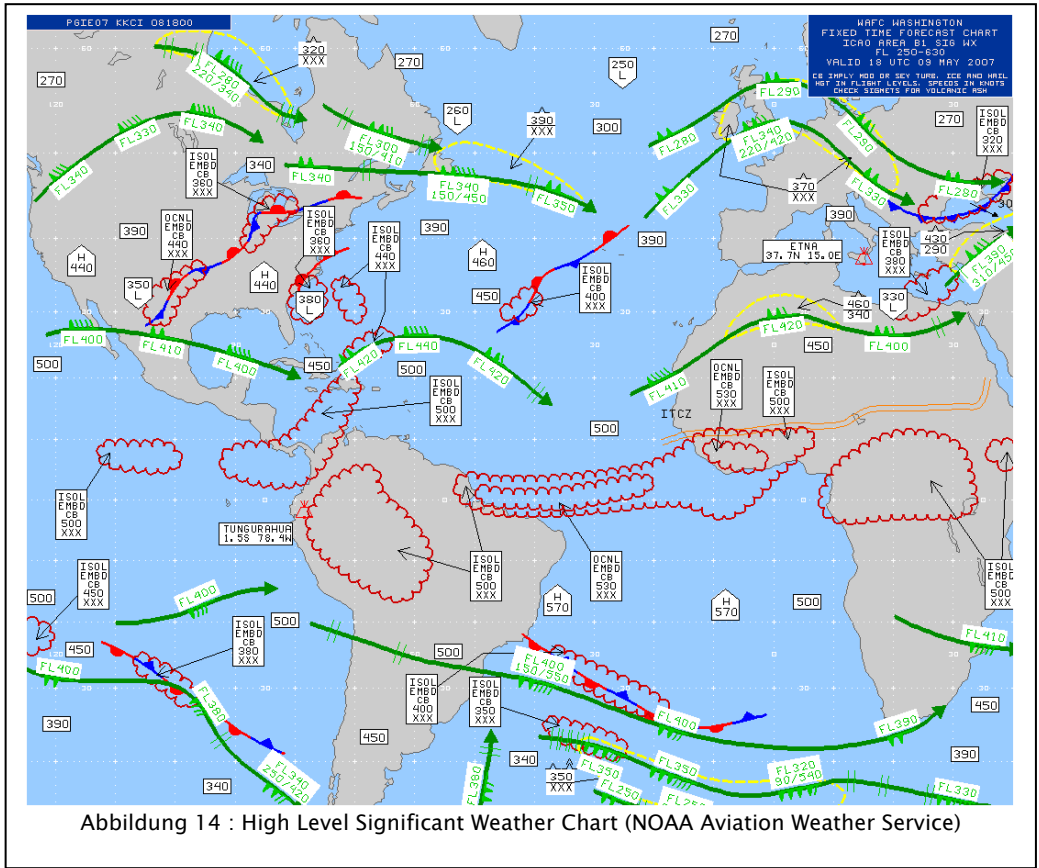 PGIE07 KKCI 081800
WAFC WASHINGTON
FIXED TIME FORECAST CHART
ICAO AREA B1 SIG WX
FL 250-630
VALID 18 UTC 09 MAY 2007
CB IMPLY MOD OR SEV TURB, ICE AND HAIL
HGT IN FLIGHT LEVELS, SPEEDS IN KNOTS
CHECK SIGMETS FOR VOLCANIC ASH
270
320
XXX
270
FL280
220/340
250
L
270
FL290
270
260
L
390
XXX
300
FL330
FL340
FL340
ISOL
EMBD
CB
360
XXX
340
FL300
150/410
FL340
FL340
150/450
FL350
FL280
FL330
FL340
220/420
FL290
370
XXX
FL330
FL280
ISOL
EMBD
CB
320
XXX
30
390
H
440
OCNL
EMBD
CB
440
XXX
350
L
H
440
ISOL
EMBD
CB
360
XXX
380
L
ISOL
EMBD
CB
440
XXX
390
H
460
450
ISOL
EMBD
CB
400
XXX
390
390
ETNA
37.7N 15.0E
ISOL
EMBD
CB
380
XXX
430
290
FL390
310/450
330
L
460
340
FL420
450
FL400
FL410
500
FL400
FL410
FL400
450
FL420
FL440
500
FL420
ISOL
EMBD
CB
500
XXX
500
ITCZ
OCNL
EMBD
CB
530
XXX
ISOL
EMBD
CB
500
XXX
ISOL
EMBD
CB
500
XXX
TUNGURAHUA
1.5S 78.4W
ISOL
EMBD
CB
500
XXX
OCNL
EMBD
CB
530
XXX
ISOL
EMBD
CB
500
XXX
ISOL
EMBD
CB
450
XXX
500
450
FL400
FL400
500
ISOL
EMBD
CB
380
XXX
FL380
FL340
250/420
390
340
H
570
H
570
500
500
FL410
500
FL400
150/550
ISOL
EMBD
CB
400
XXX
ISOL
EMBD
CB
350
XXX
FL400
FL390
450
450
390
340
350
XXX
FL380
FL350
FL350
FL320
90/540
FL330
Abbildung 14 : High Level Significant Weather Chart (NOAA Aviation Weather Service)